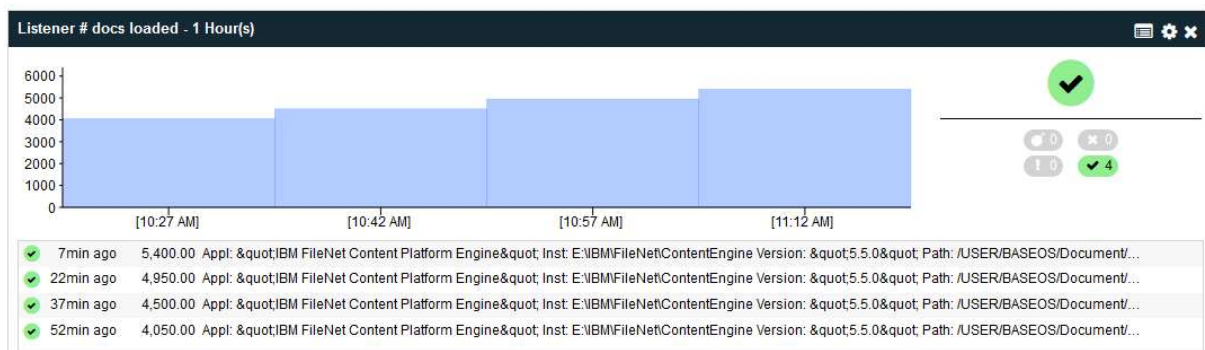 Listener # docs loaded - 1 Hour(s)
6000
5000
4000
3000
2000
1000
0
[10:27 AM] [10:42 AM] [10:57 AM] [11:12 AM]
0 0
0 4
7min ago 5,400.00 Appl: &quot;IBM FileNet Content Platform Engine&quot; Inst: E:\IBM\FileNet\ContentEngine Version: &quot;5.5.0&quot; Path: /USER/BASEOS/Document/...
22min ago 4,950.00 Appl: &quot;IBM FileNet Content Platform Engine&quot; Inst: E:\IBM\FileNet\ContentEngine Version: &quot;5.5.0&quot; Path: /USER/BASEOS/Document/...
37min ago 4,500.00 Appl: &quot;IBM FileNet Content Platform Engine&quot; Inst: E:\IBM\FileNet\ContentEngine Version: &quot;5.5.0&quot; Path: /USER/BASEOS/Document/...
52min ago 4,050.00 Appl: &quot;IBM FileNet Content Platform Engine&quot; Inst: E:\IBM\FileNet\ContentEngine Version: &quot;5.5.0&quot; Path: /USER/BASEOS/Document/...